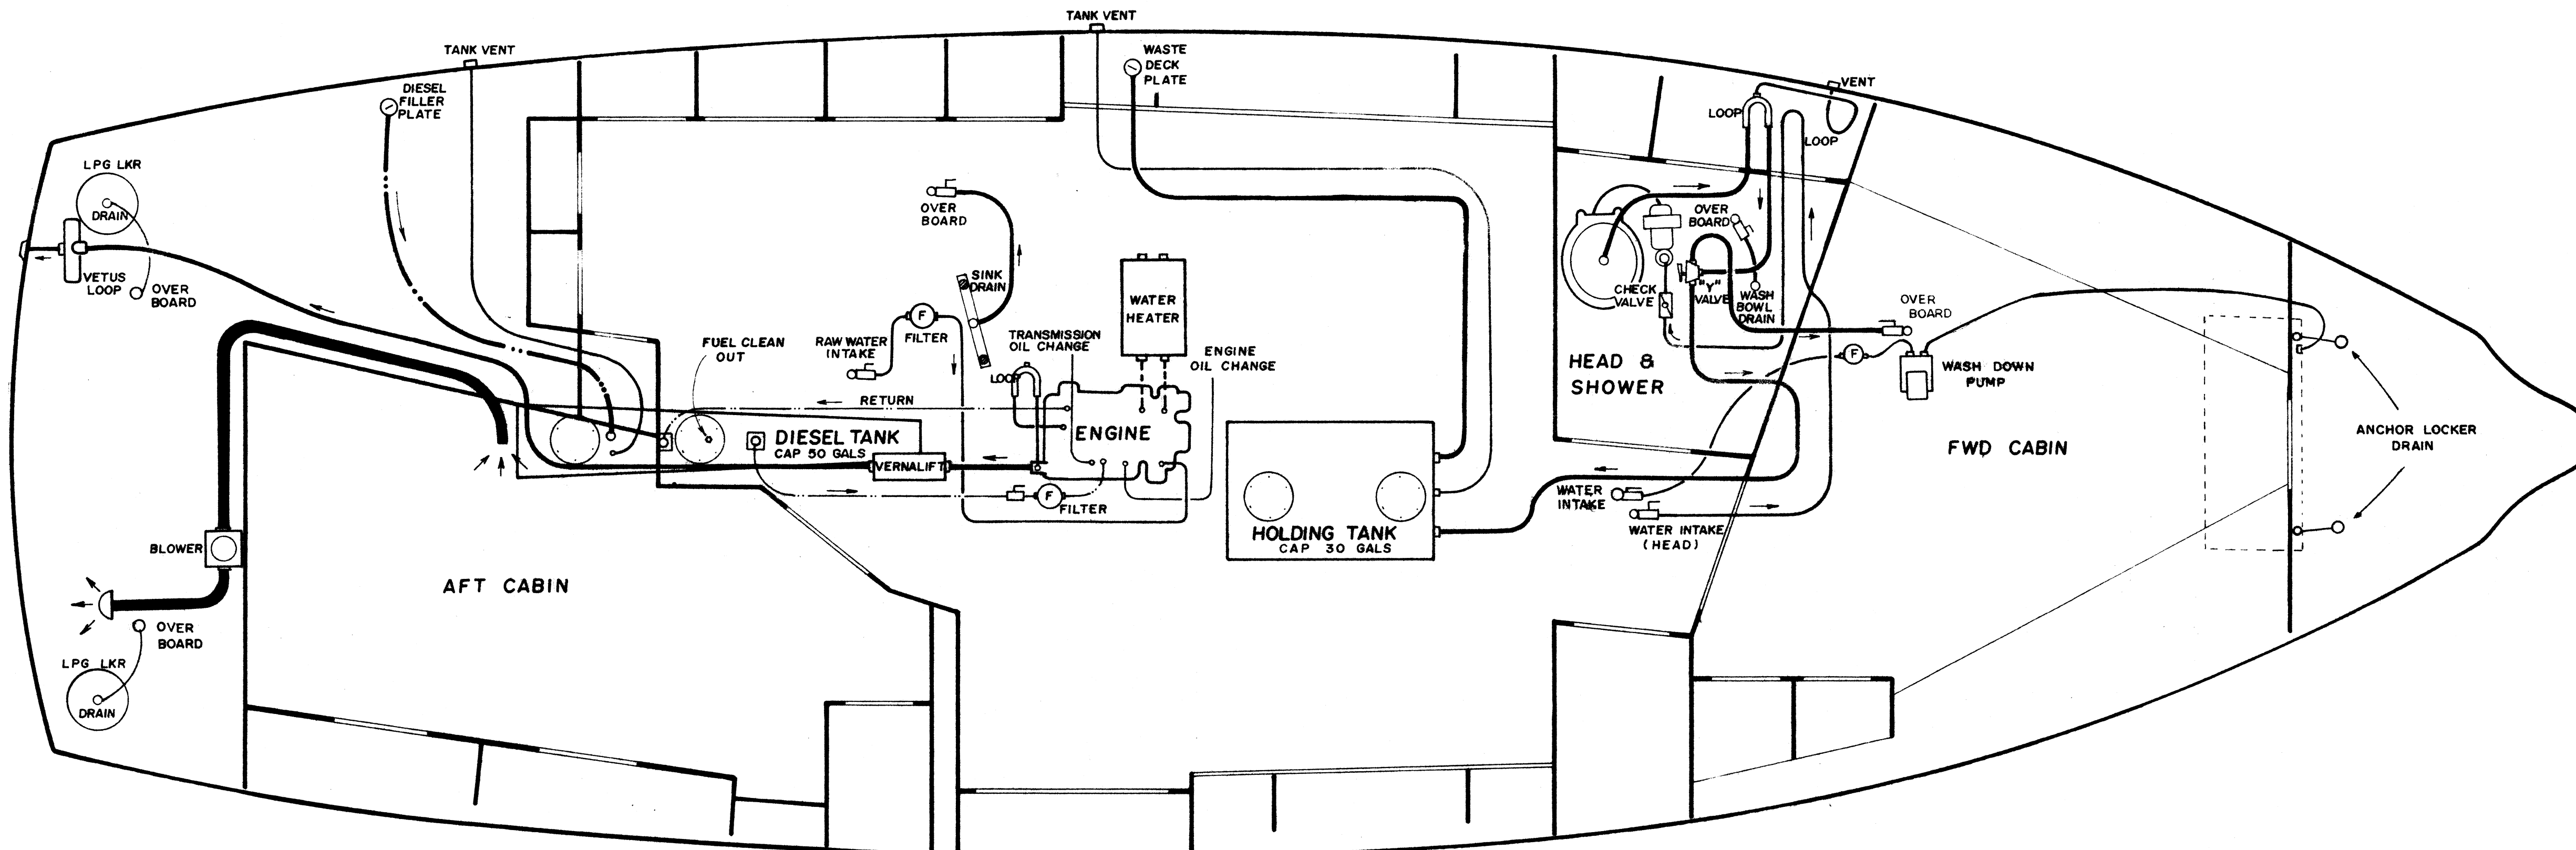 TANK VENT
TANK VENT
WASTE
DECK
PLATE
VENT
DIESEL
FILLER
PLATE
LOOP
LOOP
LPG LKR
DRAIN
OVER
BOARD
OVER
BOARD
VETUS
LOOP
OVER
BOARD
SINK
DRAIN
WATER
HEATER
CHECK
VALVE
"Y"
VALVE
WASH
BOWL
DRAIN
OVER
BOARD
F
FILTER
RAW WATER
INTAKE
TRANSMISSION
OIL CHANGE
FUEL CLEAN
OUT
ENGINE
OIL CHANGE
LOOP
HEAD &
SHOWER
F
WASH DOWN
PUMP
RETURN
ENGINE
DIESEL TANK
CAP 50 GALS
VERNALIFT
FWD CABIN
ANCHOR LOCKER
DRAIN
F
FILTER
WATER
INTAKE
WATER INTAKE
(HEAD)
HOLDING TANK
CAP 30 GALS
BLOWER
AFT CABIN
OVER
BOARD
LPG LKR
DRAIN